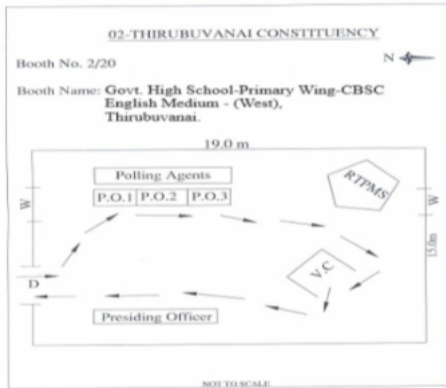 02-THIRUBUVANAI CONSTITUENCY
N
Booth No. 2/20
Booth Name: Govt. High School-Primary Wing-CBSC
English Medium - (West),
Thirubuvanai.
19.0 m
Polling Agents
RTPMS
P.O.1 P.O.2 P.O.3
W
W
15.0m
V.C
D
Presiding Officer
NOT TO SCALE